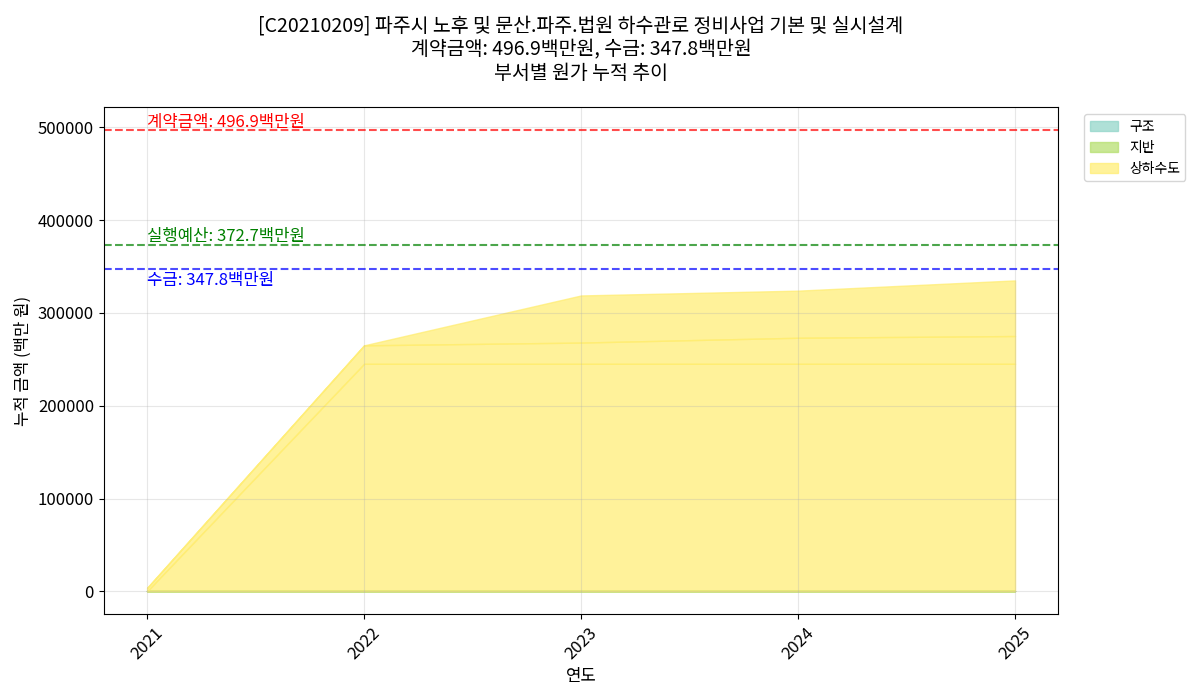 [C20210209] 파주시 노후 및 문산.파주.법원 하수관로 정비사업 기본 및 실시설계
계약금액: 496.9백만원, 수금: 347.8백만원
부서별 원가 누적 추이
계약금액: 496.9백만원
실행예산: 372.7백만원
수금: 347.8백만원
구조
지반
상하수도
누적 금액 (백만 원)
500000
400000
300000
200000
100000
0
2021
2022
2023
2024
2025
연도